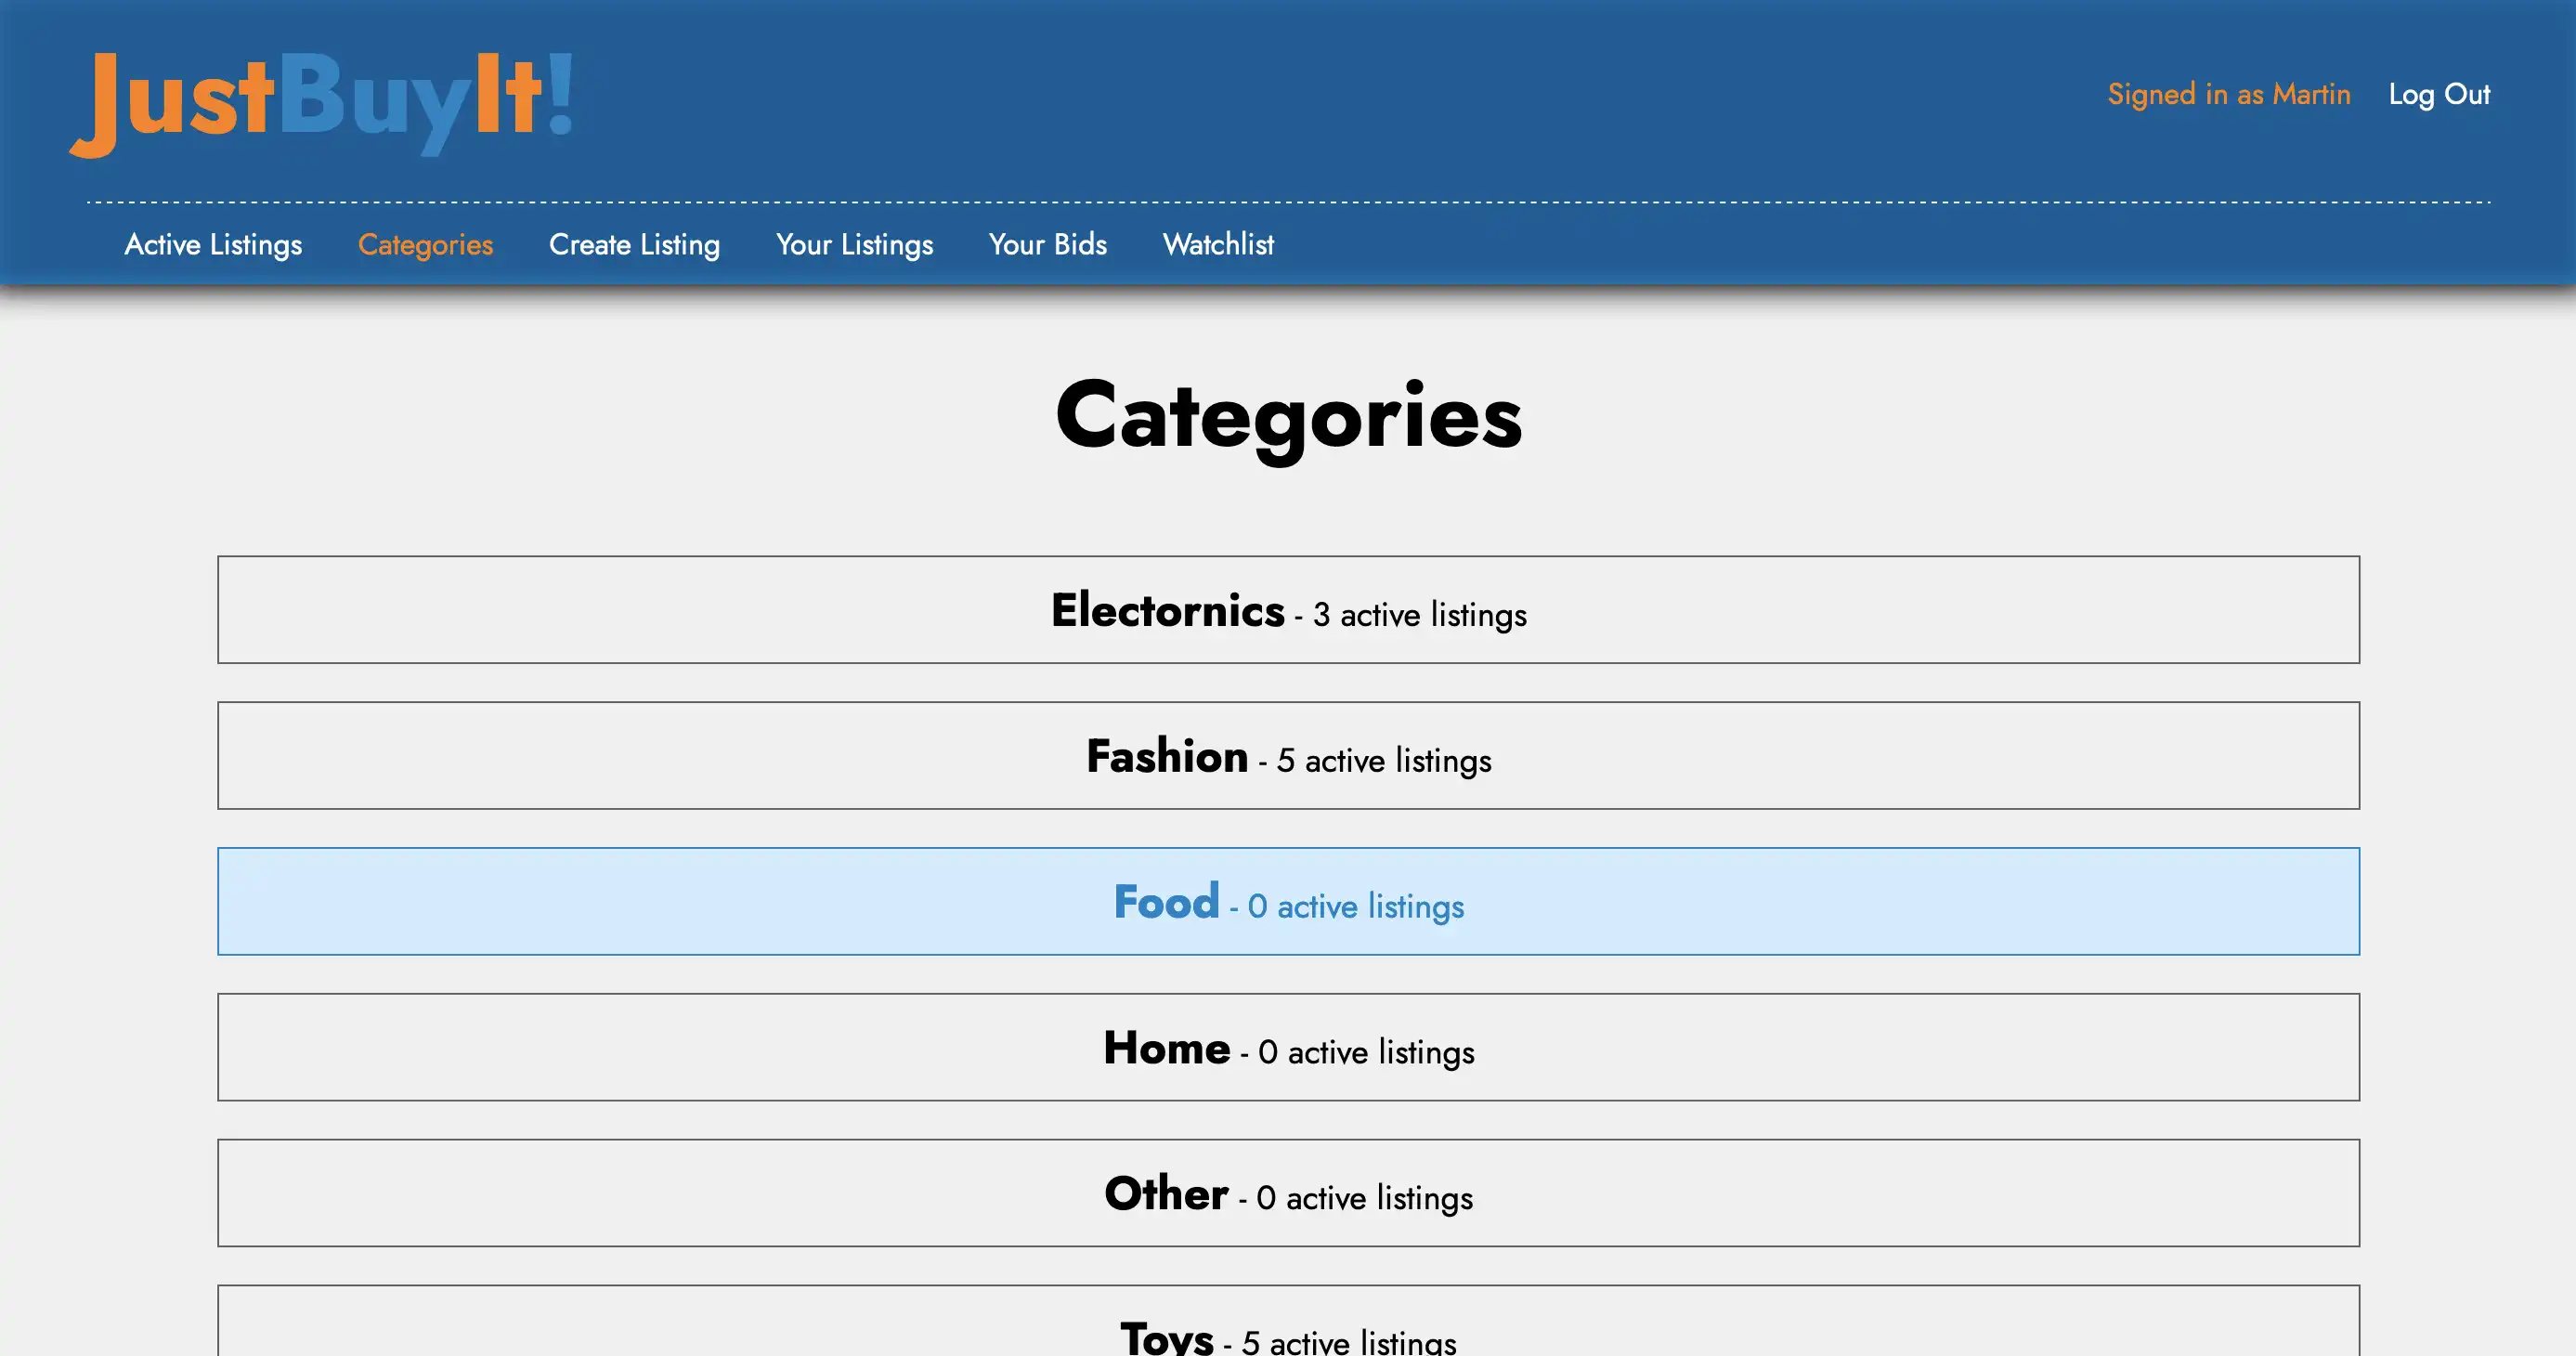 JustBuyIt!
Signed in as Martin Log Out
Active Listings Categories Create Listing Your Listings Your Bids Watchlist
Categories
Electornics - 3 active listings
Fashion - 5 active listings
Food - 0 active listings
Home - 0 active listings
Other - 0 active listings
Toys - 5 active listings